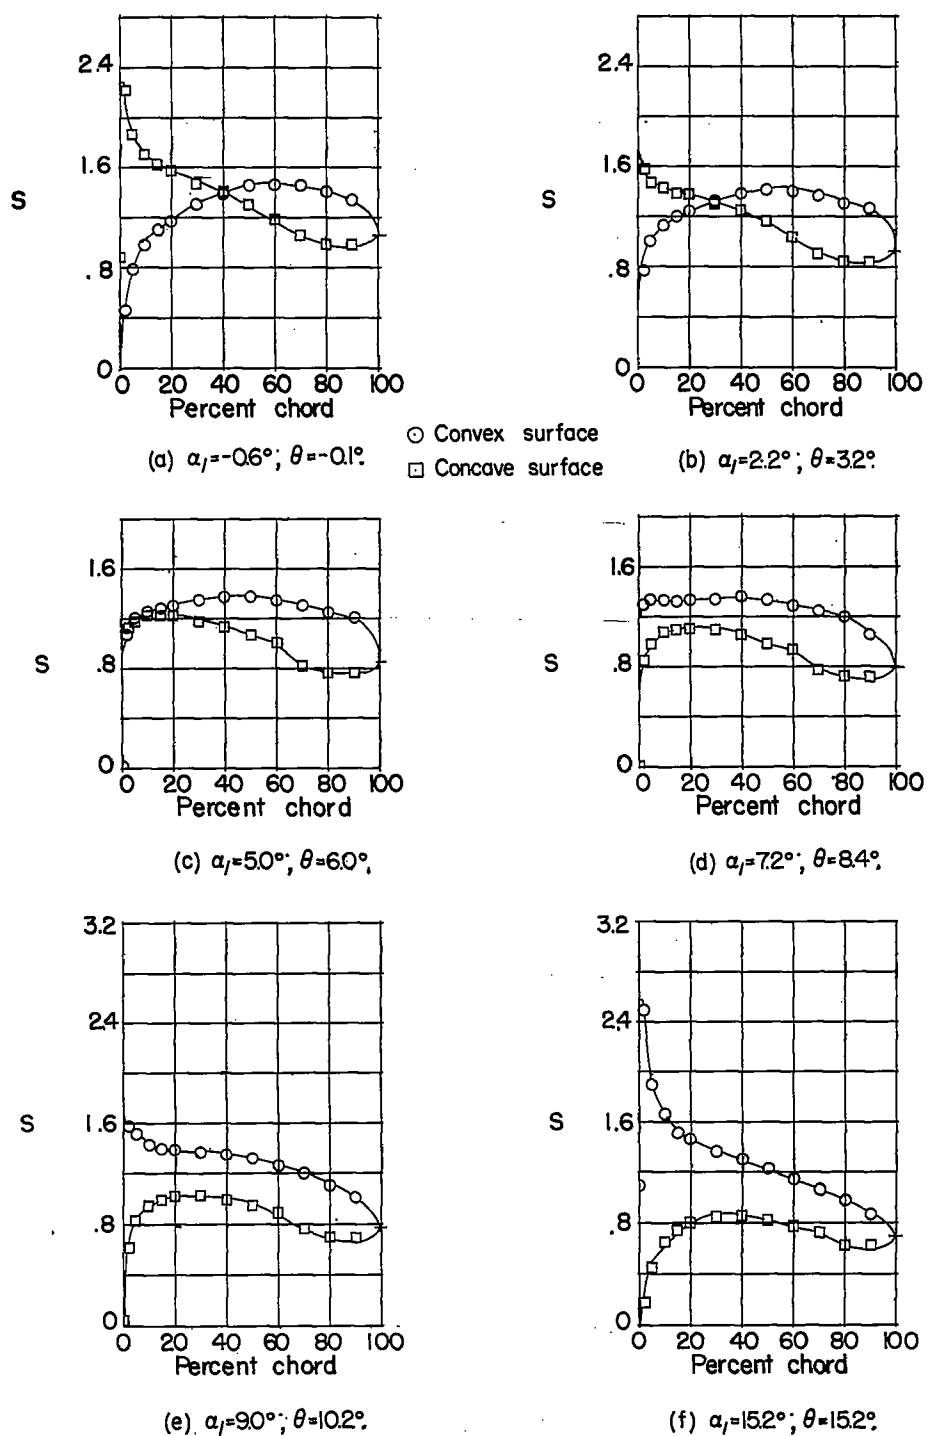 2.4
1.6
S
.8
0
0 20 40 60 80 100
Percent chord
(a) α₁=-0.6°; θ=-0.1°.
2.4
1.6
S
.8
0
0 20 40 60 80 100
Percent chord
(b) α₁=2.2°; θ=3.2°.
Convex surface
Concave surface
1.6
S
.8
0
0 20 40 60 80 100
Percent chord
(c) α₁=5.0°; θ=6.0°.
1.6
S
.8
0
0 20 40 60 80 100
Percent chord
(d) α₁=7.2°; θ=8.4°.
3.2
2.4
1.6
S
.8
0
0 20 40 60 80 100
Percent chord
(e) α₁=9.0°; θ=10.2°.
3.2
2.4
1.6
S
.8
0
0 20 40 60 80 100
Percent chord
(f) α₁=15.2°; θ=15.2°.